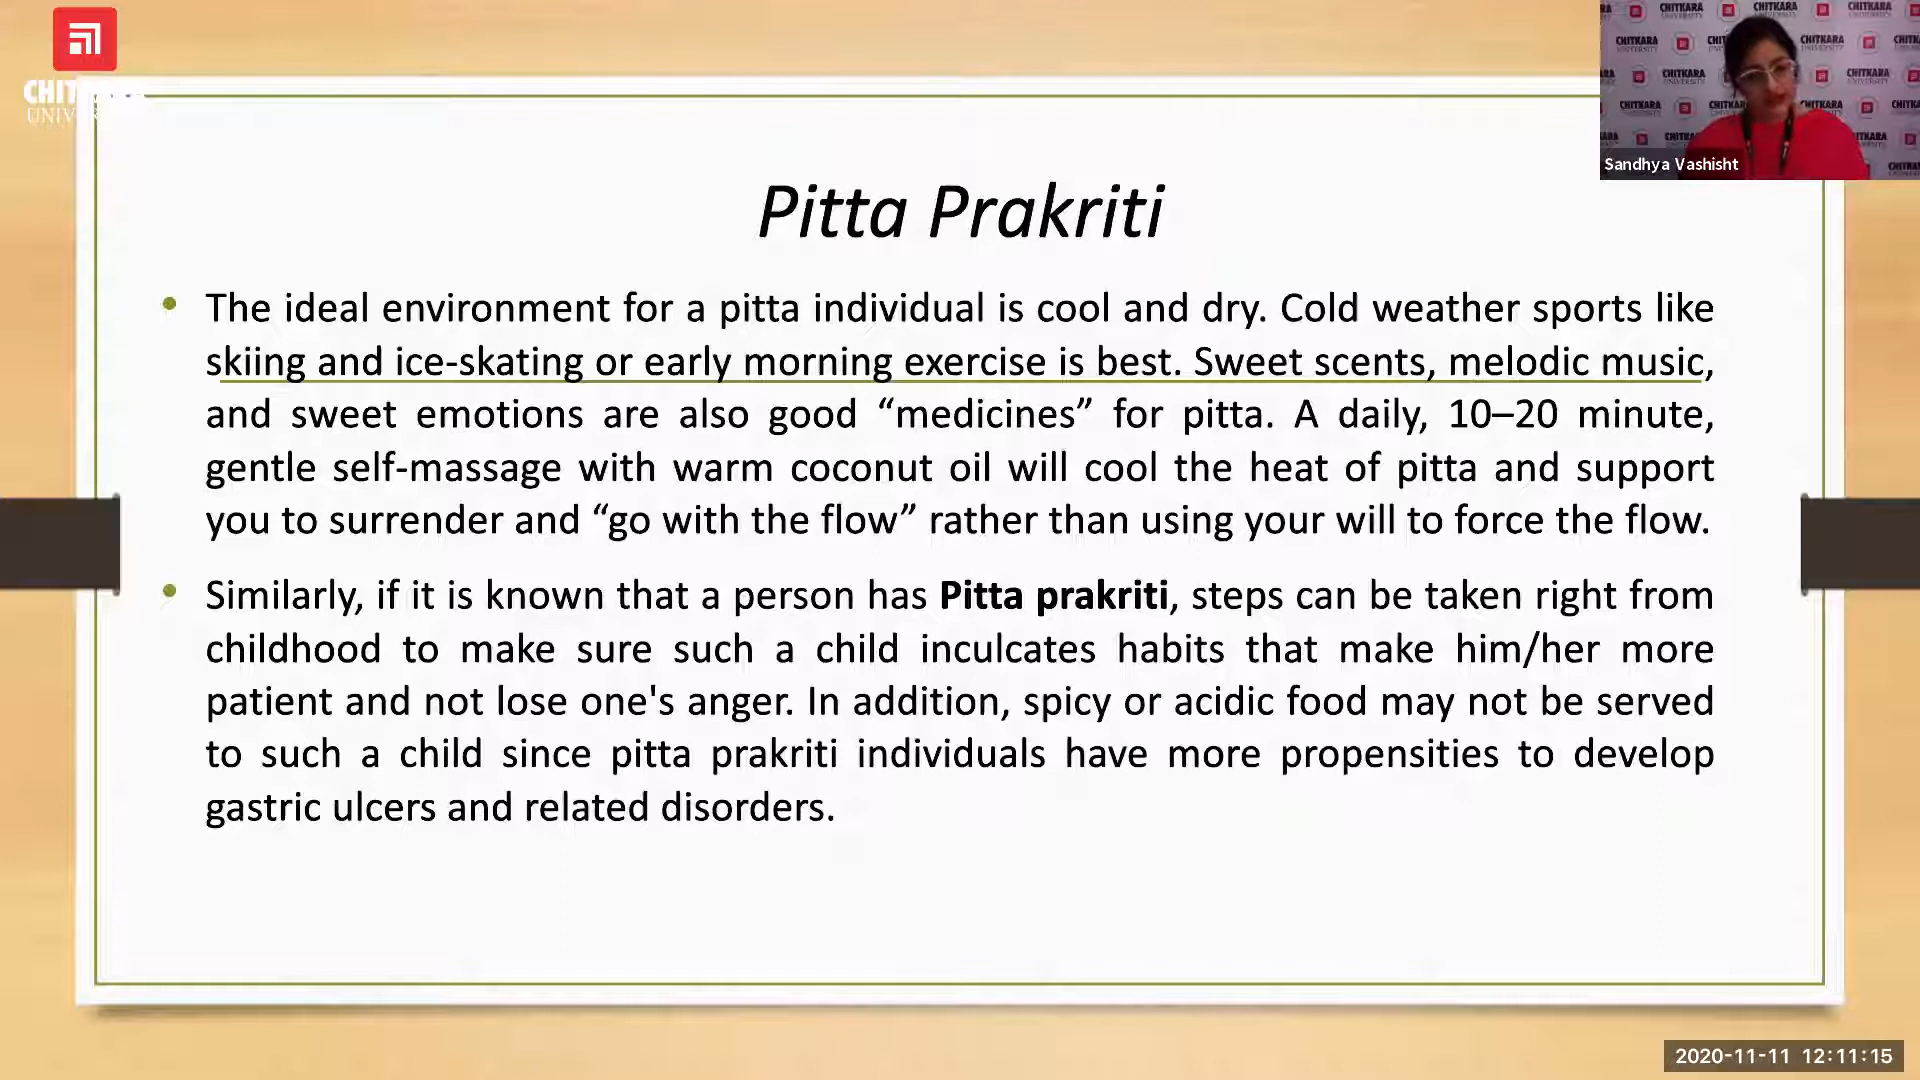 CHITKARA
UNIVERSITY
Sandhya Vashisht
Pitta Prakriti
• The ideal environment for a pitta individual is cool and dry. Cold weather sports like
skiing and ice-skating or early morning exercise is best. Sweet scents, melodic music,
and sweet emotions are also good “medicines” for pitta. A daily, 10–20 minute,
gentle self-massage with warm coconut oil will cool the heat of pitta and support
you to surrender and “go with the flow” rather than using your will to force the flow.
• Similarly, if it is known that a person has Pitta prakriti, steps can be taken right from
childhood to make sure such a child inculcates habits that make him/her more
patient and not lose one's anger. In addition, spicy or acidic food may not be served
to such a child since pitta prakriti individuals have more propensities to develop
gastric ulcers and related disorders.
2020-11-11 12:11:15